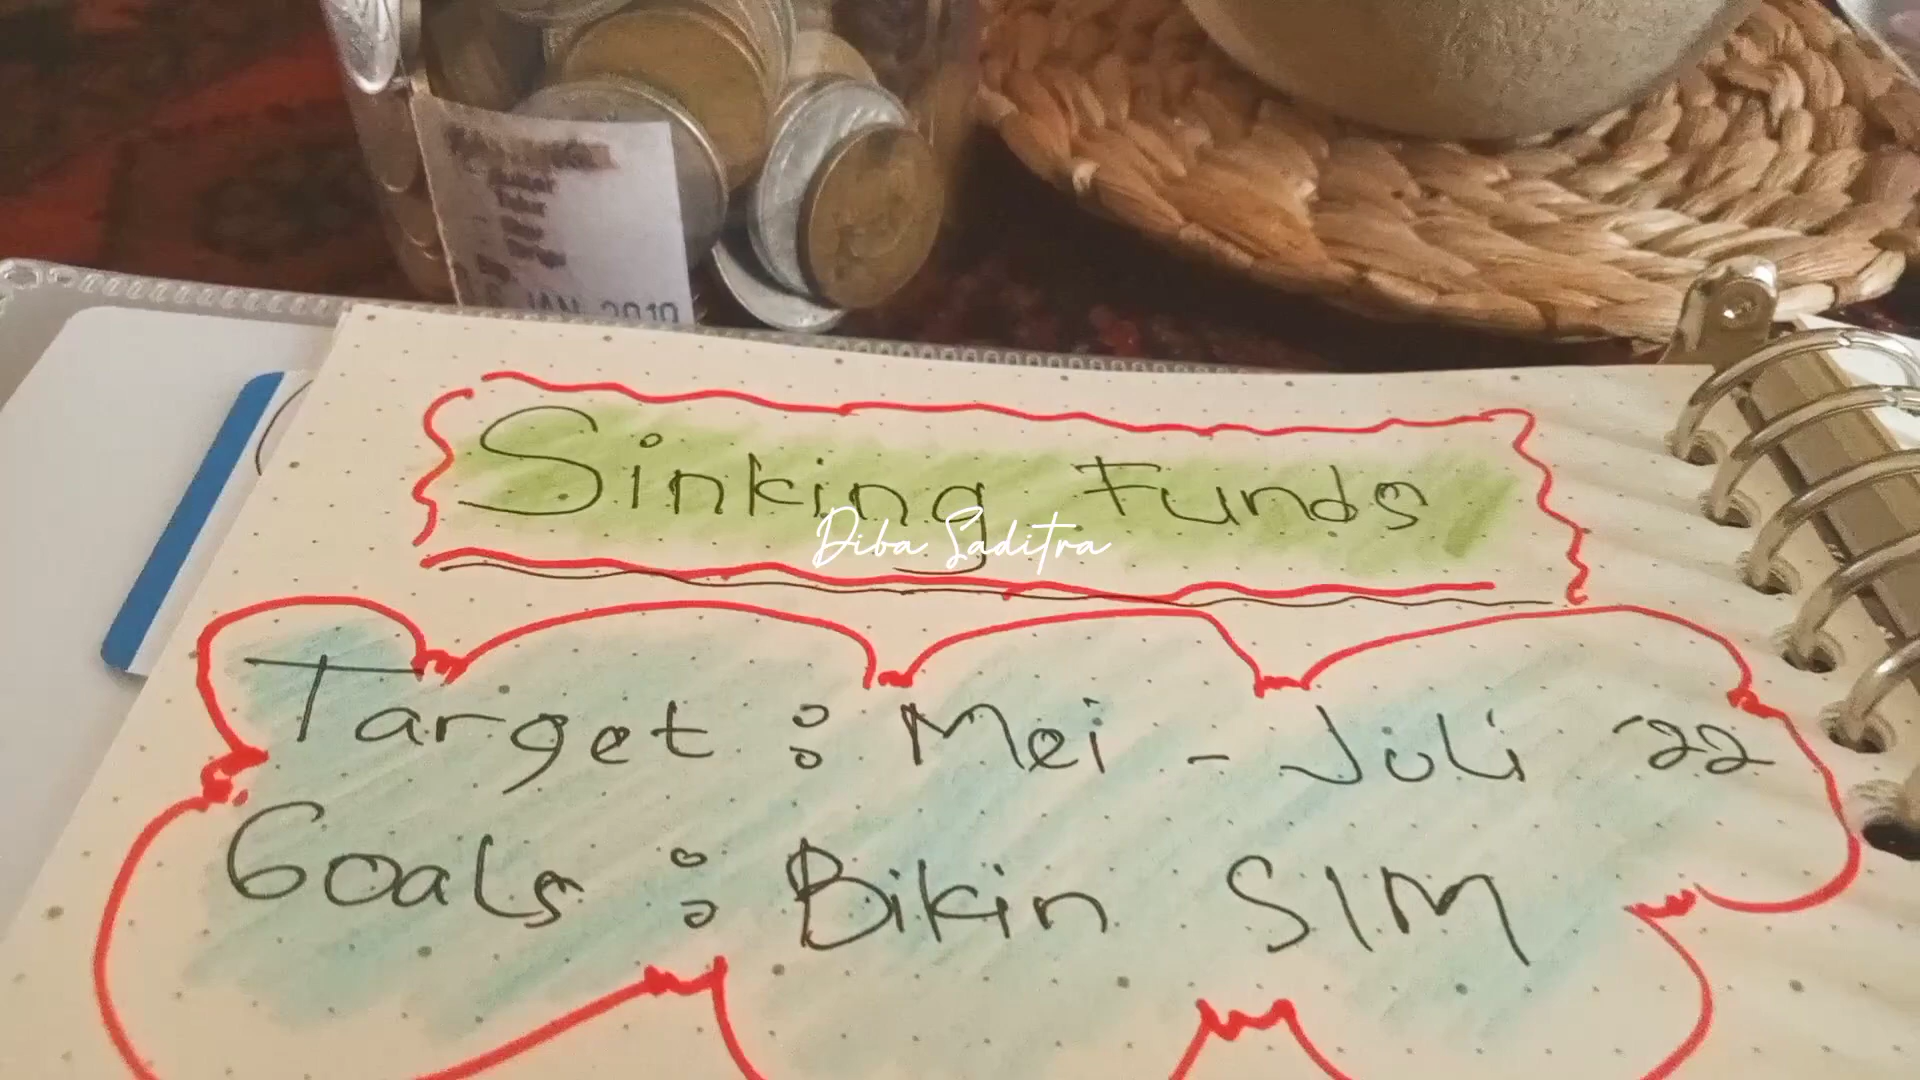 JAN 2019
Sinking Funds
Diba Saditra
Target : Mei - Juli '22
Goals : Bikin SIM